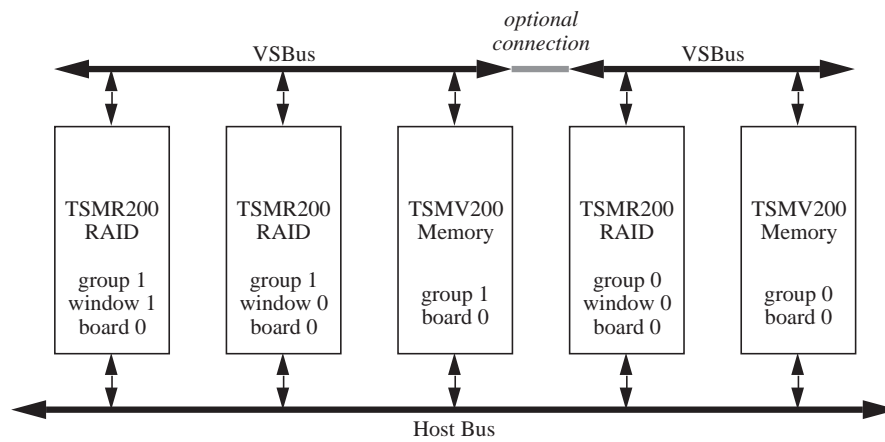 optional
connection
VSBus
VSBus
TSMR200
RAID
group 1
window 1
board 0
TSMR200
RAID
group 1
window 0
board 0
TSMV200
Memory
group 1
board 0
TSMR200
RAID
group 0
window 0
board 0
TSMV200
Memory
group 0
board 0
Host Bus